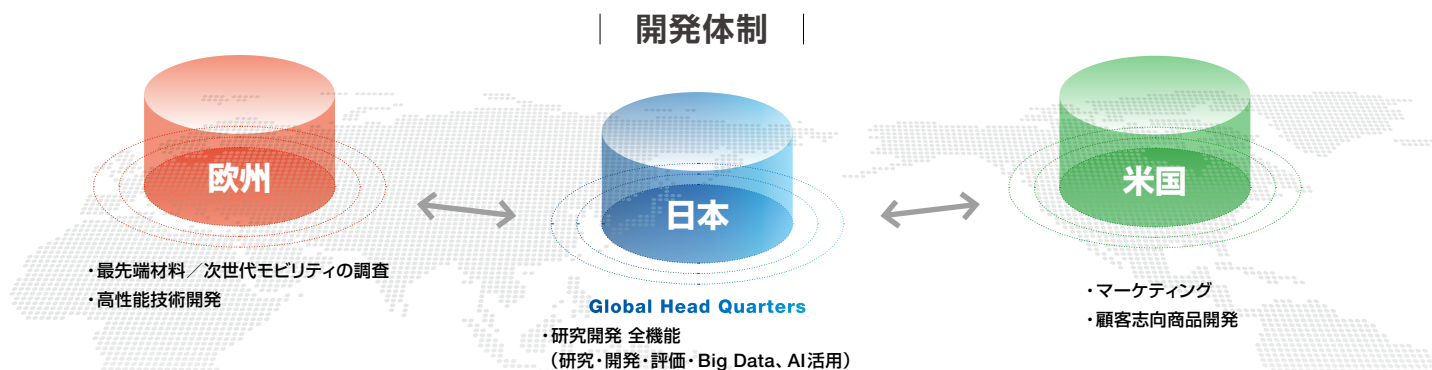 開発体制
欧州
・最先端材料／次世代モビリティの調査
・高性能技術開発
日本
Global Head Quarters
・研究開発 全機能
（研究・開発・評価・Big Data、AI活用）
米国
・マーケティング
・顧客志向商品開発